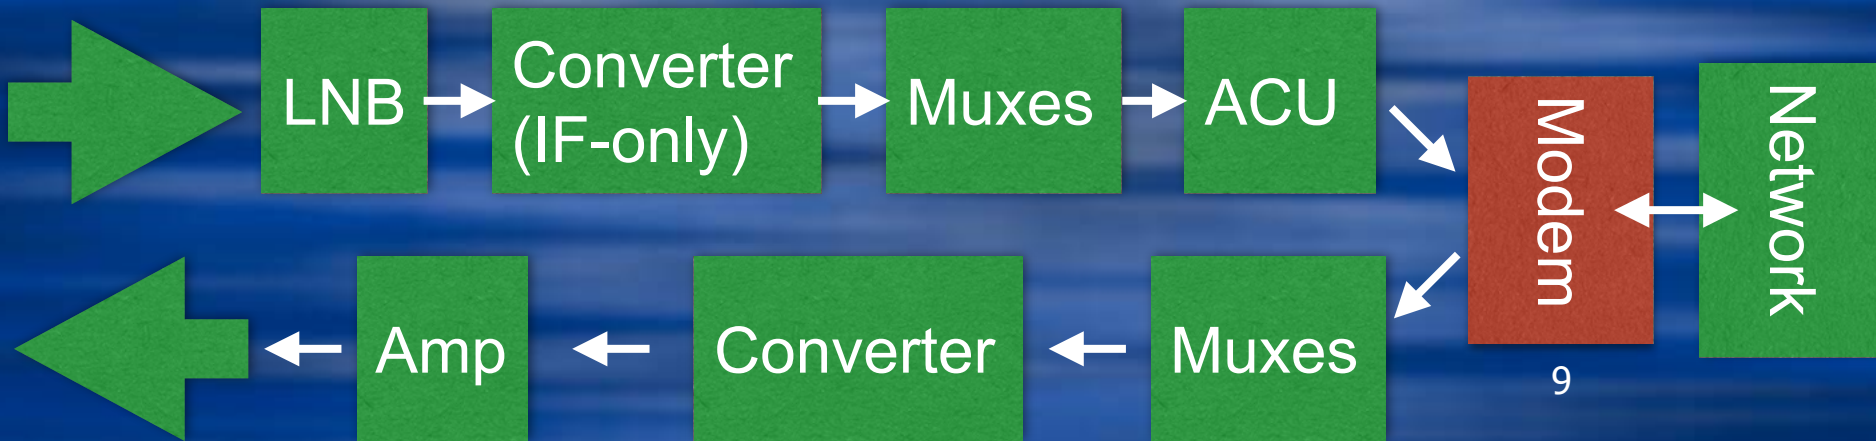 LNB
Converter
(IF-only)
Muxes
ACU
Modem
Network
Amp
Converter
Muxes
9